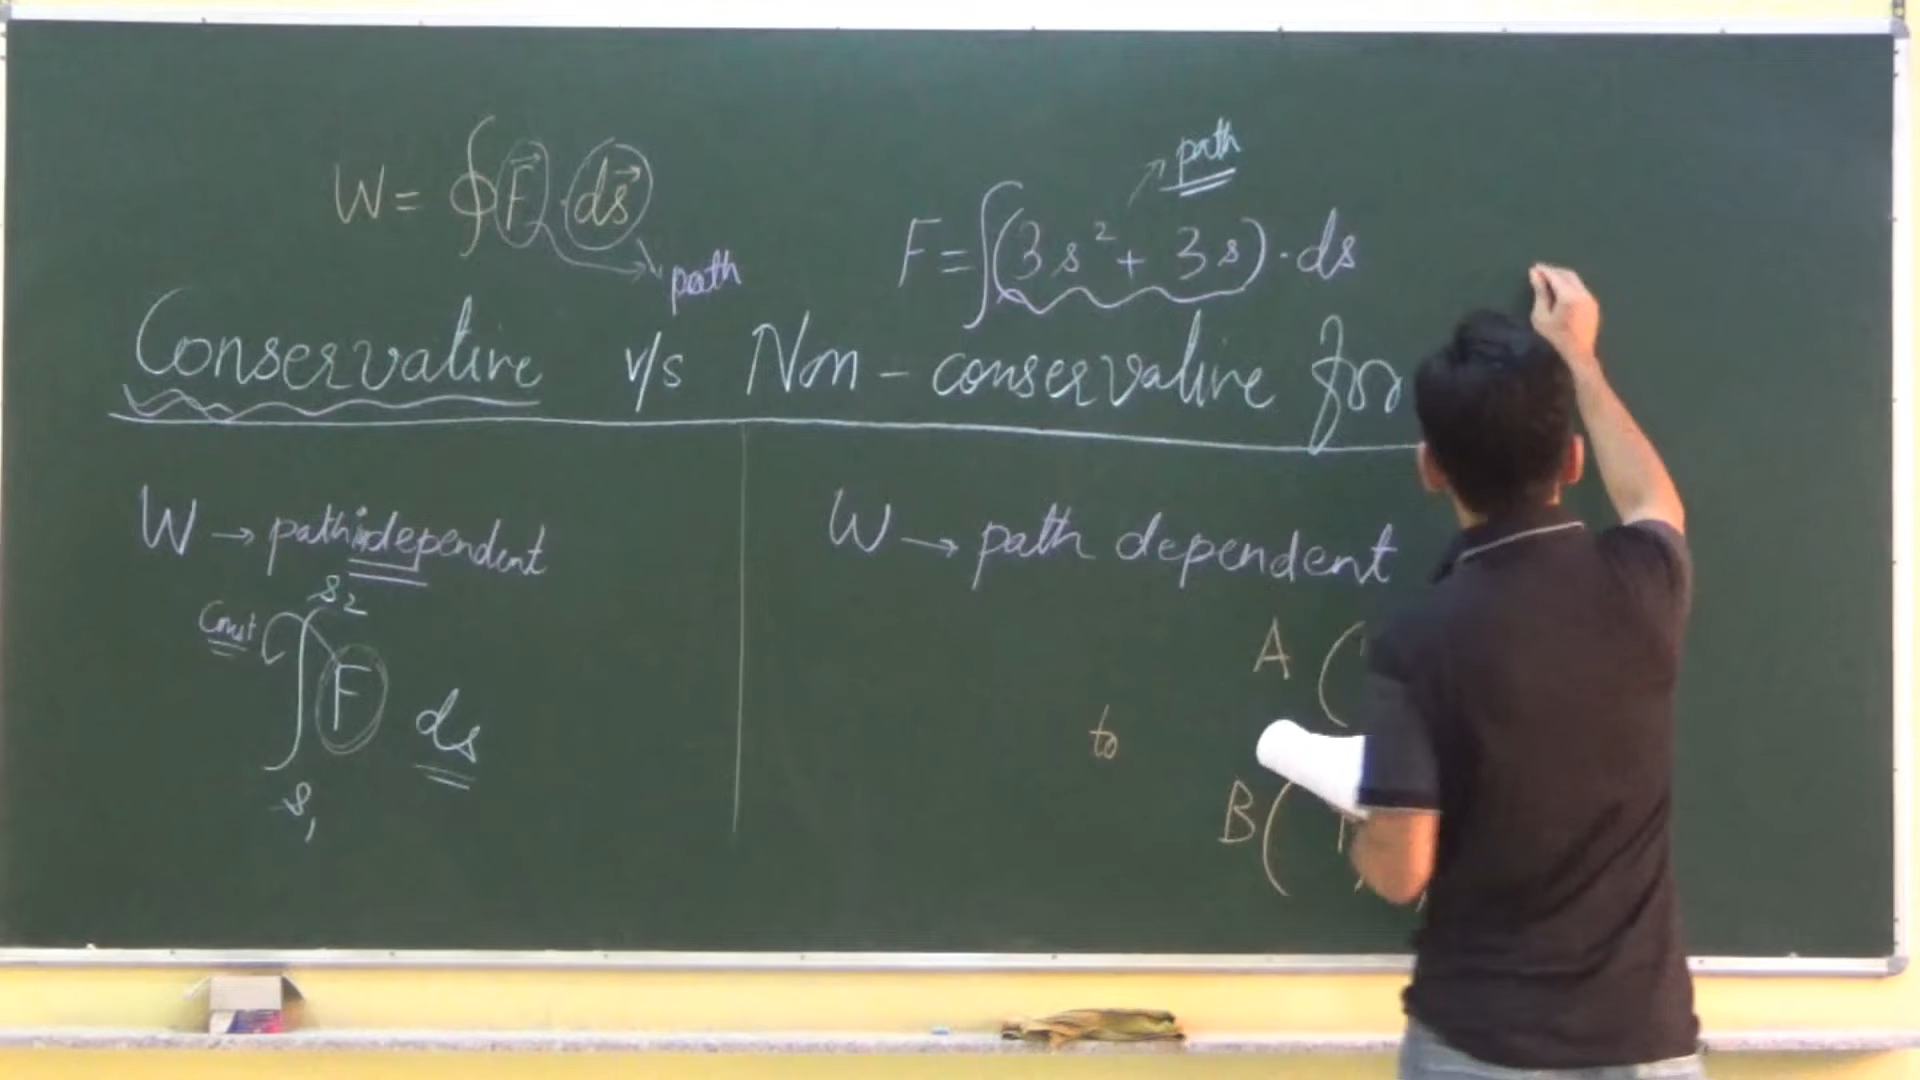 W = ∮ F⃗ · ds⃗
path
path
F = ∫(3s² + 3s) · ds
Conservative v/s Non-conservative for
W → path independent
Const
s₂
∫ F ds
s₁
W → path dependent
A (
to
B (